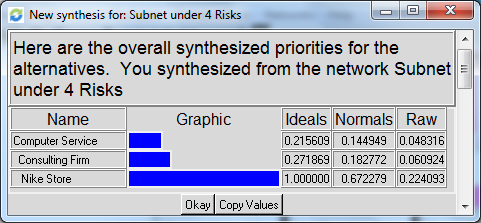 New synthesis for: Subnet under 4 Risks
Here are the overall synthesized priorities for the
alternatives. You synthesized from the network Subnet
under 4 Risks
Name Graphic Ideals Normals Raw
Computer Service 0.215609 0.144949 0.048316
Consulting Firm 0.271869 0.182772 0.060924
Nike Store 1.000000 0.672279 0.224093
Okay Copy Values